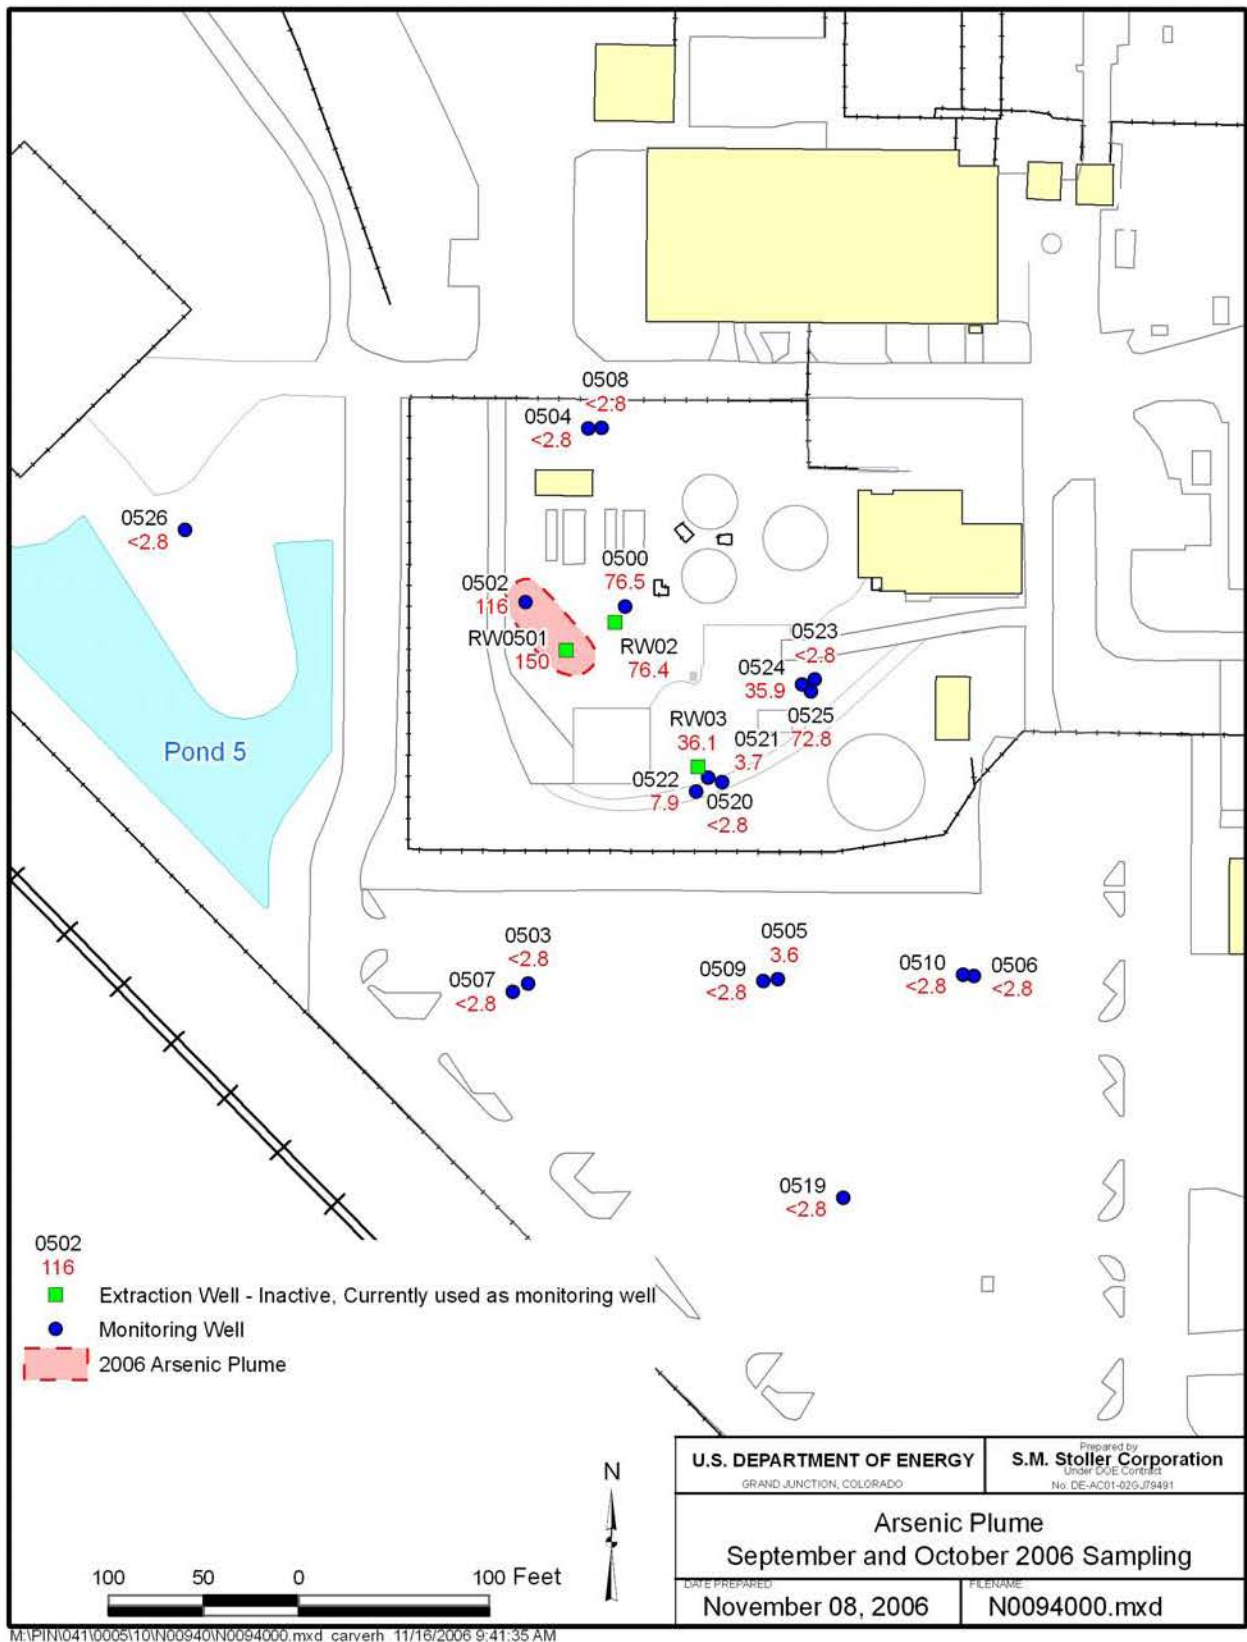 0508
<2.8
0504
<2.8
0526
<2.8
0500
76.5
0502
116
RW0501
150
RW02
76.4
0523
<2.8
0524
35.9
0525
72.8
RW03
36.1
0521
3.7
0522
7.9
0520
<2.8
Pond 5
0503
<2.8
0507
<2.8
0505
3.6
0509
<2.8
0510
<2.8
0506
<2.8
0519
<2.8
0502
116
Extraction Well - Inactive, Currently used as monitoring well
Monitoring Well
2006 Arsenic Plume
N
100 50 0 100 Feet
U.S. DEPARTMENT OF ENERGY
GRAND JUNCTION, COLORADO
Prepared by
S.M. Stoller Corporation
Under DOE Contract
No. DE-AC01-02GJ79491
Arsenic Plume
September and October 2006 Sampling
DATE PREPARED
November 08, 2006
FILENAME
N0094000.mxd
M:\PIN\041\0005\10\N00940\N0094000.mxd carverh 11/16/2006 9:41:35 AM